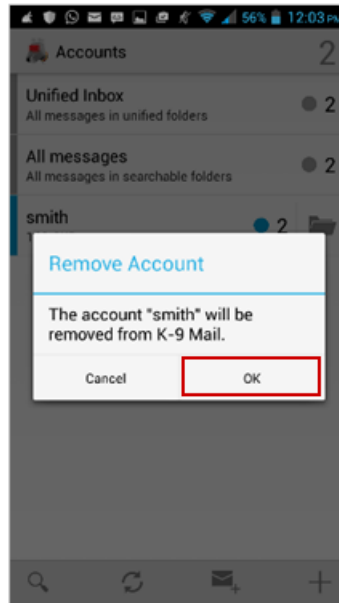 56% 12:03 PM
Accounts 2
Unified Inbox
All messages in unified folders 2
All messages
All messages in searchable folders 2
smith 2
Remove Account
The account "smith" will be
removed from K-9 Mail.
Cancel OK